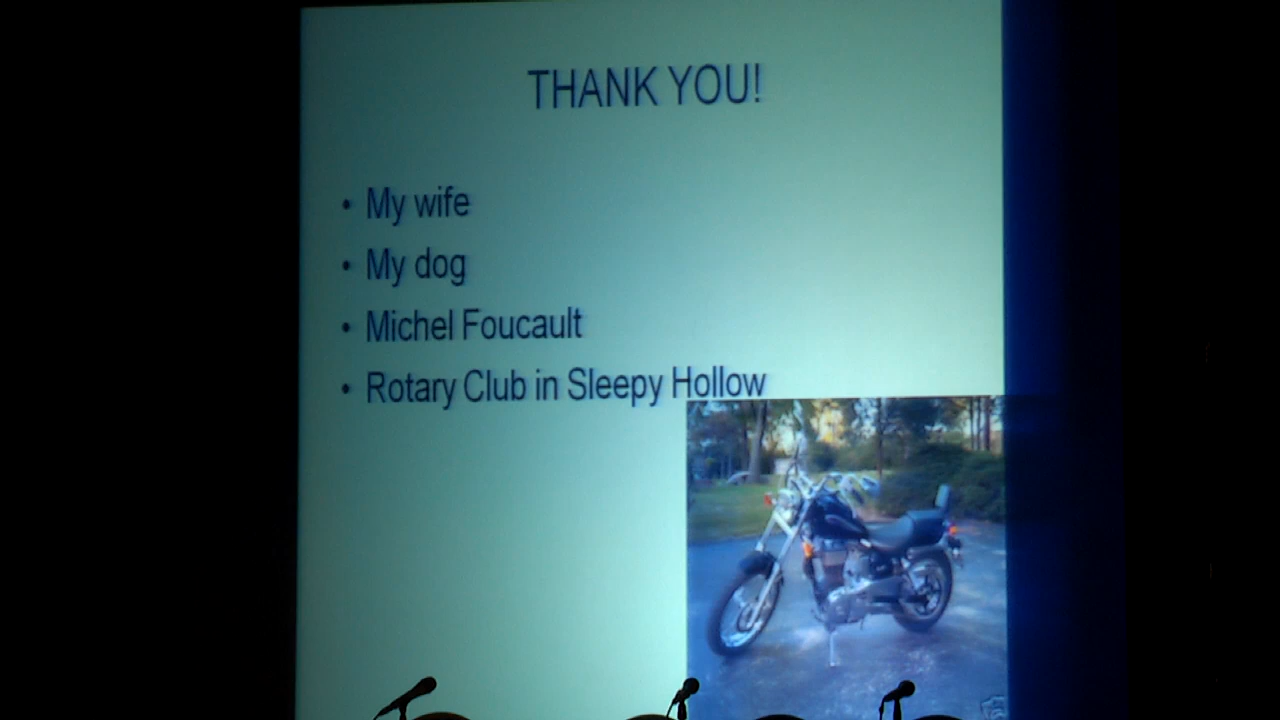 THANK YOU!
• My wife
• My dog
• Michel Foucault
• Rotary Club in Sleepy Hollow